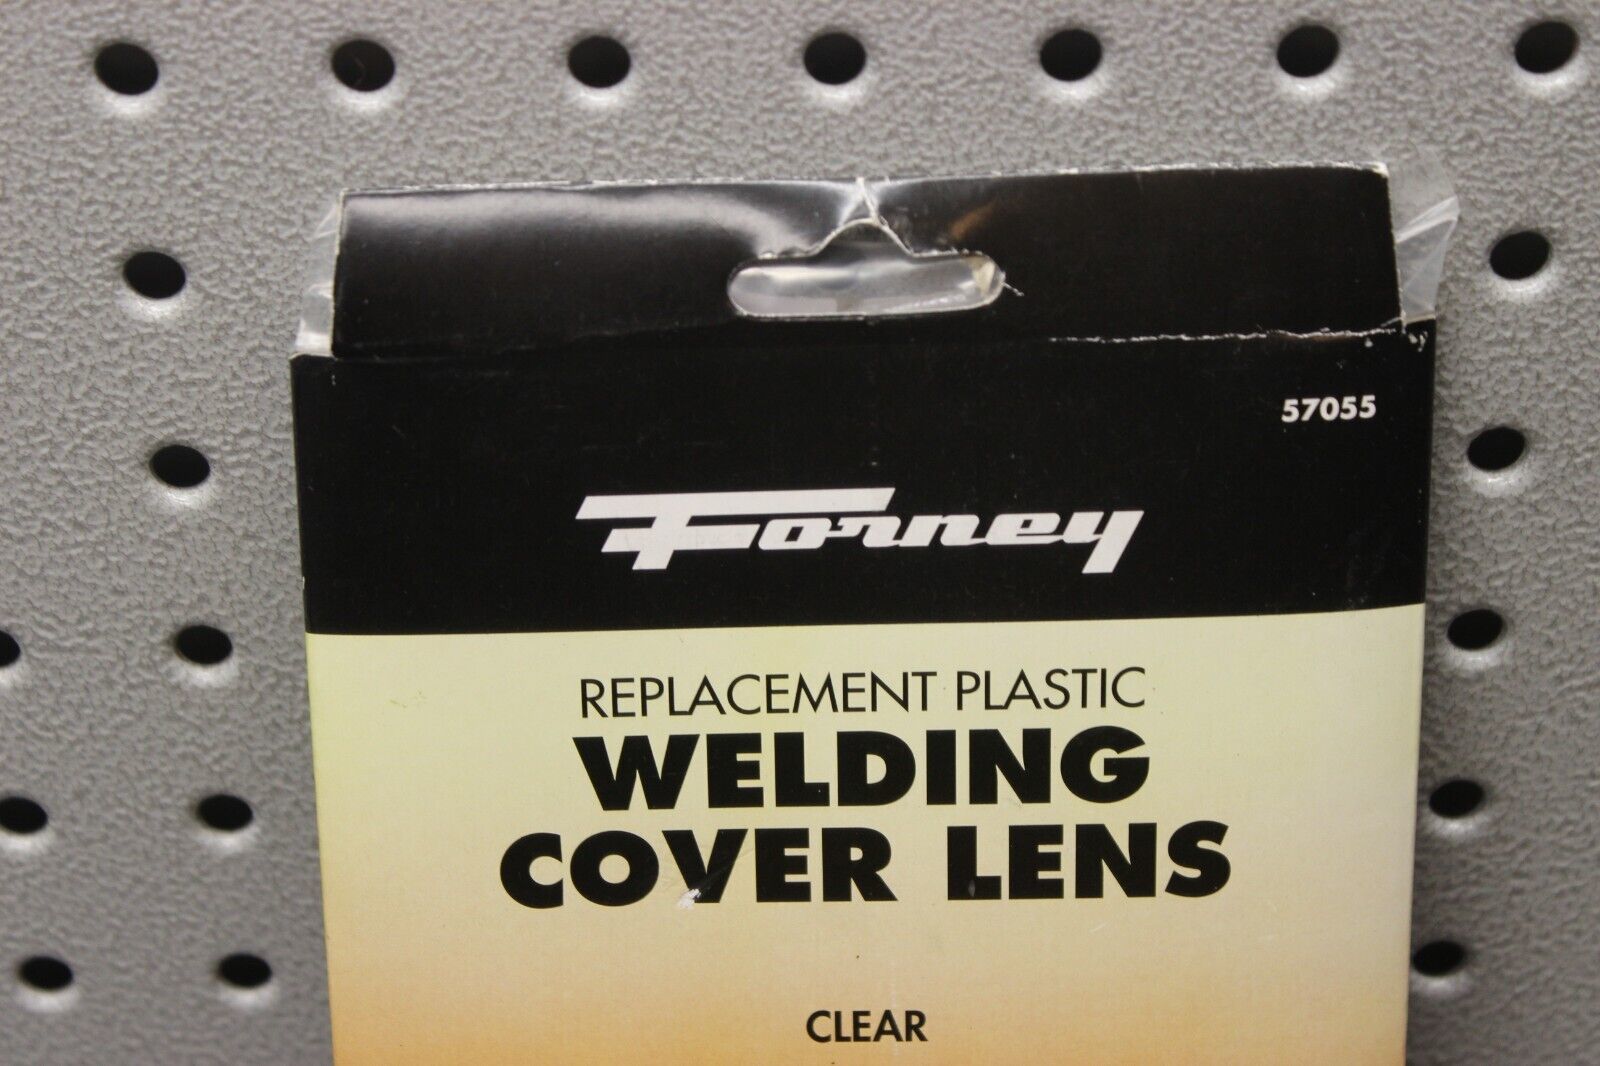 57055
Forney
REPLACEMENT PLASTIC
WELDING
COVER LENS
CLEAR